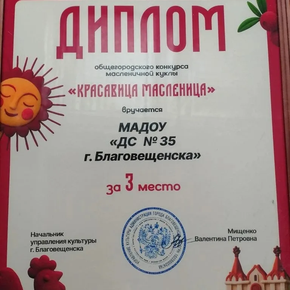 ДИПЛОМ
общегородского конкурса
масленичной куклы
«КРАСАВИЦА МАСЛЕНИЦА»
вручается
МАДОУ
«ДС № 35
г. Благовещенска»
за 3 место
Начальник
управления культуры
г. Благовещенск
Мищенко
Валентина Петровна